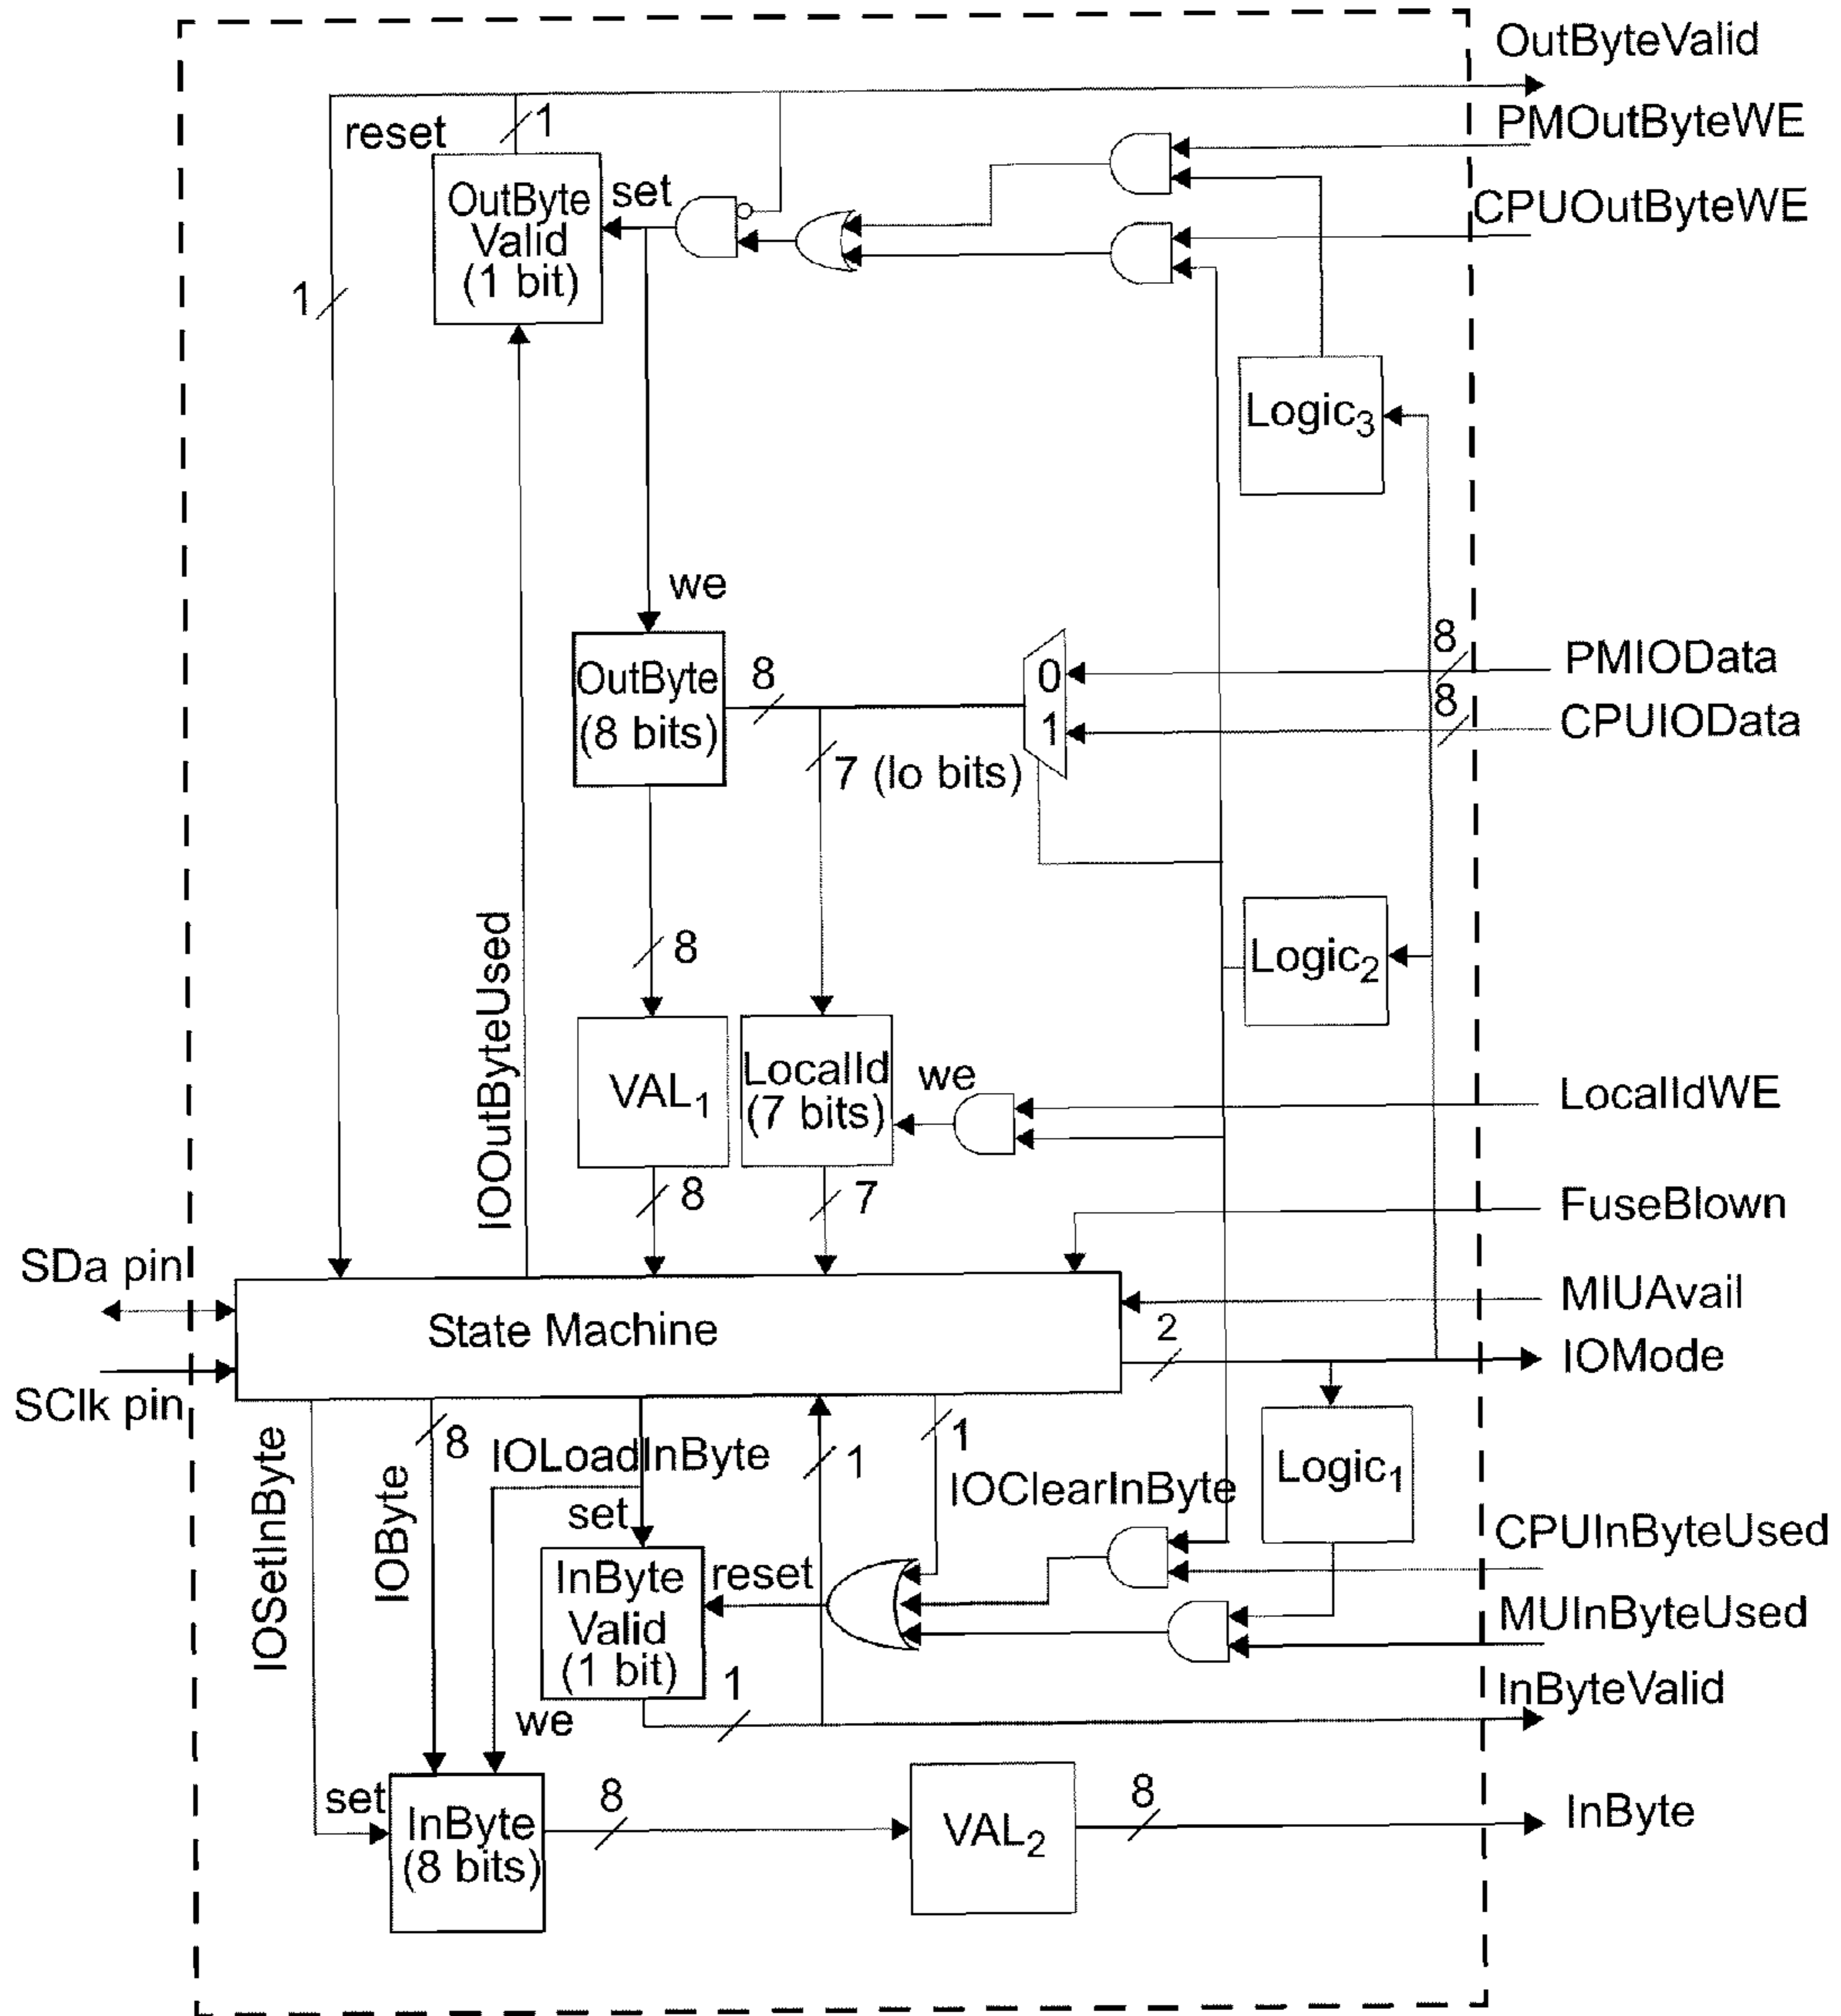 OutByteValid
PMOutByteWE
CPUOutByteWE
reset
1
OutByte
Valid
(1 bit)
set
1
Logic3
we
OutByte
(8 bits)
8
7 (lo bits)
0
1
8
PMIOData
8
CPUIOData
8
Logic2
IOOutByteUsed
VAL1
LocalId
(7 bits)
we
LocalIdWE
8
7
FuseBlown
SDa pin
State Machine
MIUAvail
2
IOMode
SClk pin
IOSetInByte
IOByte
8
IOLoadInByte
set
1
1
IOClearInByte
Logic1
CPUInByteUsed
InByte
Valid
(1 bit)
reset
MUInByteUsed
1
InByteValid
we
set
InByte
(8 bits)
8
VAL2
8
InByte